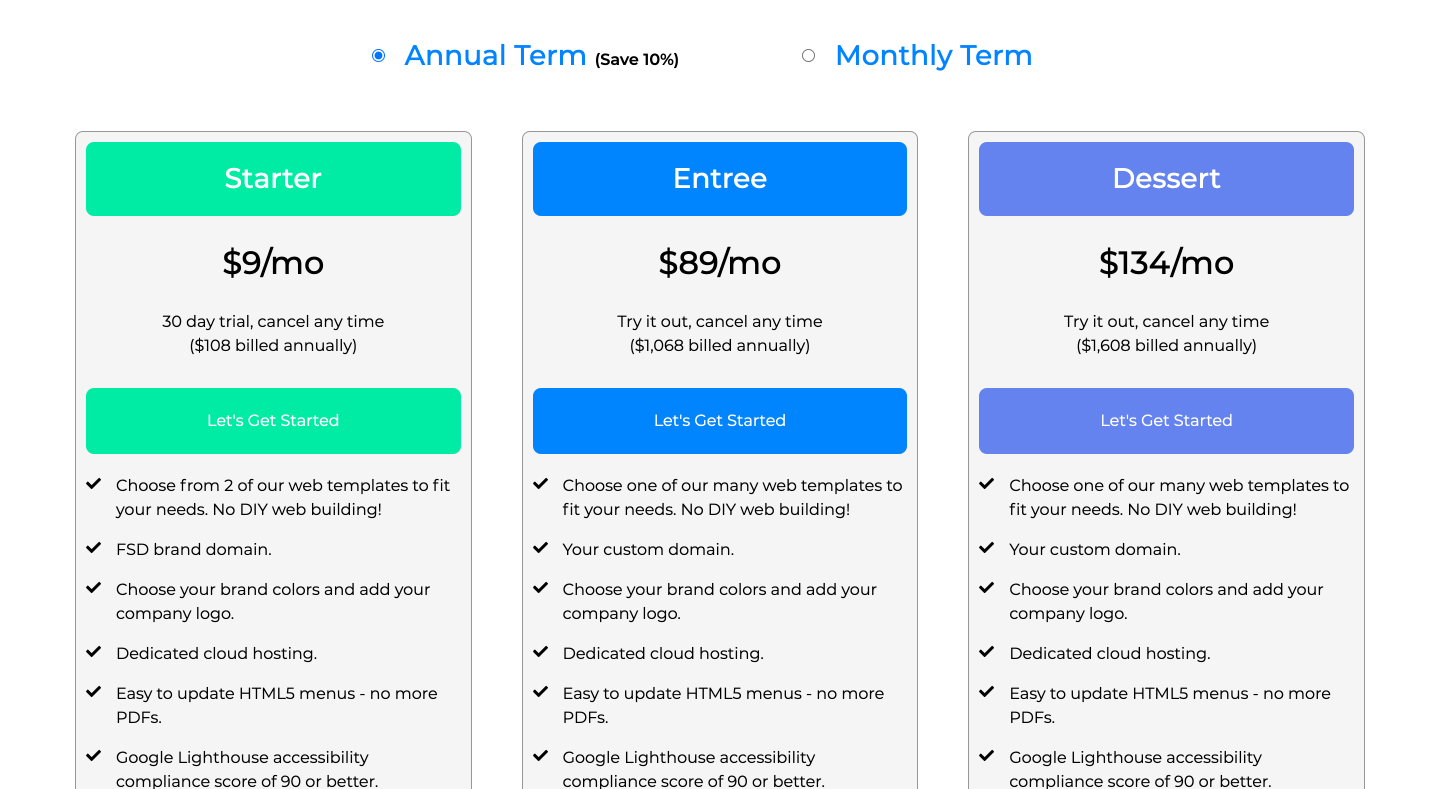 Annual Term (Save 10%)
Monthly Term
Starter
$9/mo
30 day trial, cancel any time
($108 billed annually)
Let's Get Started
Choose from 2 of our web templates to fit
your needs. No DIY web building!
FSD brand domain.
Choose your brand colors and add your
company logo.
Dedicated cloud hosting.
Easy to update HTML5 menus - no more
PDFs.
Google Lighthouse accessibility
compliance score of 90 or better.
Entree
$89/mo
Try it out, cancel any time
($1,068 billed annually)
Let's Get Started
Choose one of our many web templates to
fit your needs. No DIY web building!
Your custom domain.
Choose your brand colors and add your
company logo.
Dedicated cloud hosting.
Easy to update HTML5 menus - no more
PDFs.
Google Lighthouse accessibility
compliance score of 90 or better.
Dessert
$134/mo
Try it out, cancel any time
($1,608 billed annually)
Let's Get Started
Choose one of our many web templates to
fit your needs. No DIY web building!
Your custom domain.
Choose your brand colors and add your
company logo.
Dedicated cloud hosting.
Easy to update HTML5 menus - no more
PDFs.
Google Lighthouse accessibility
compliance score of 90 or better.